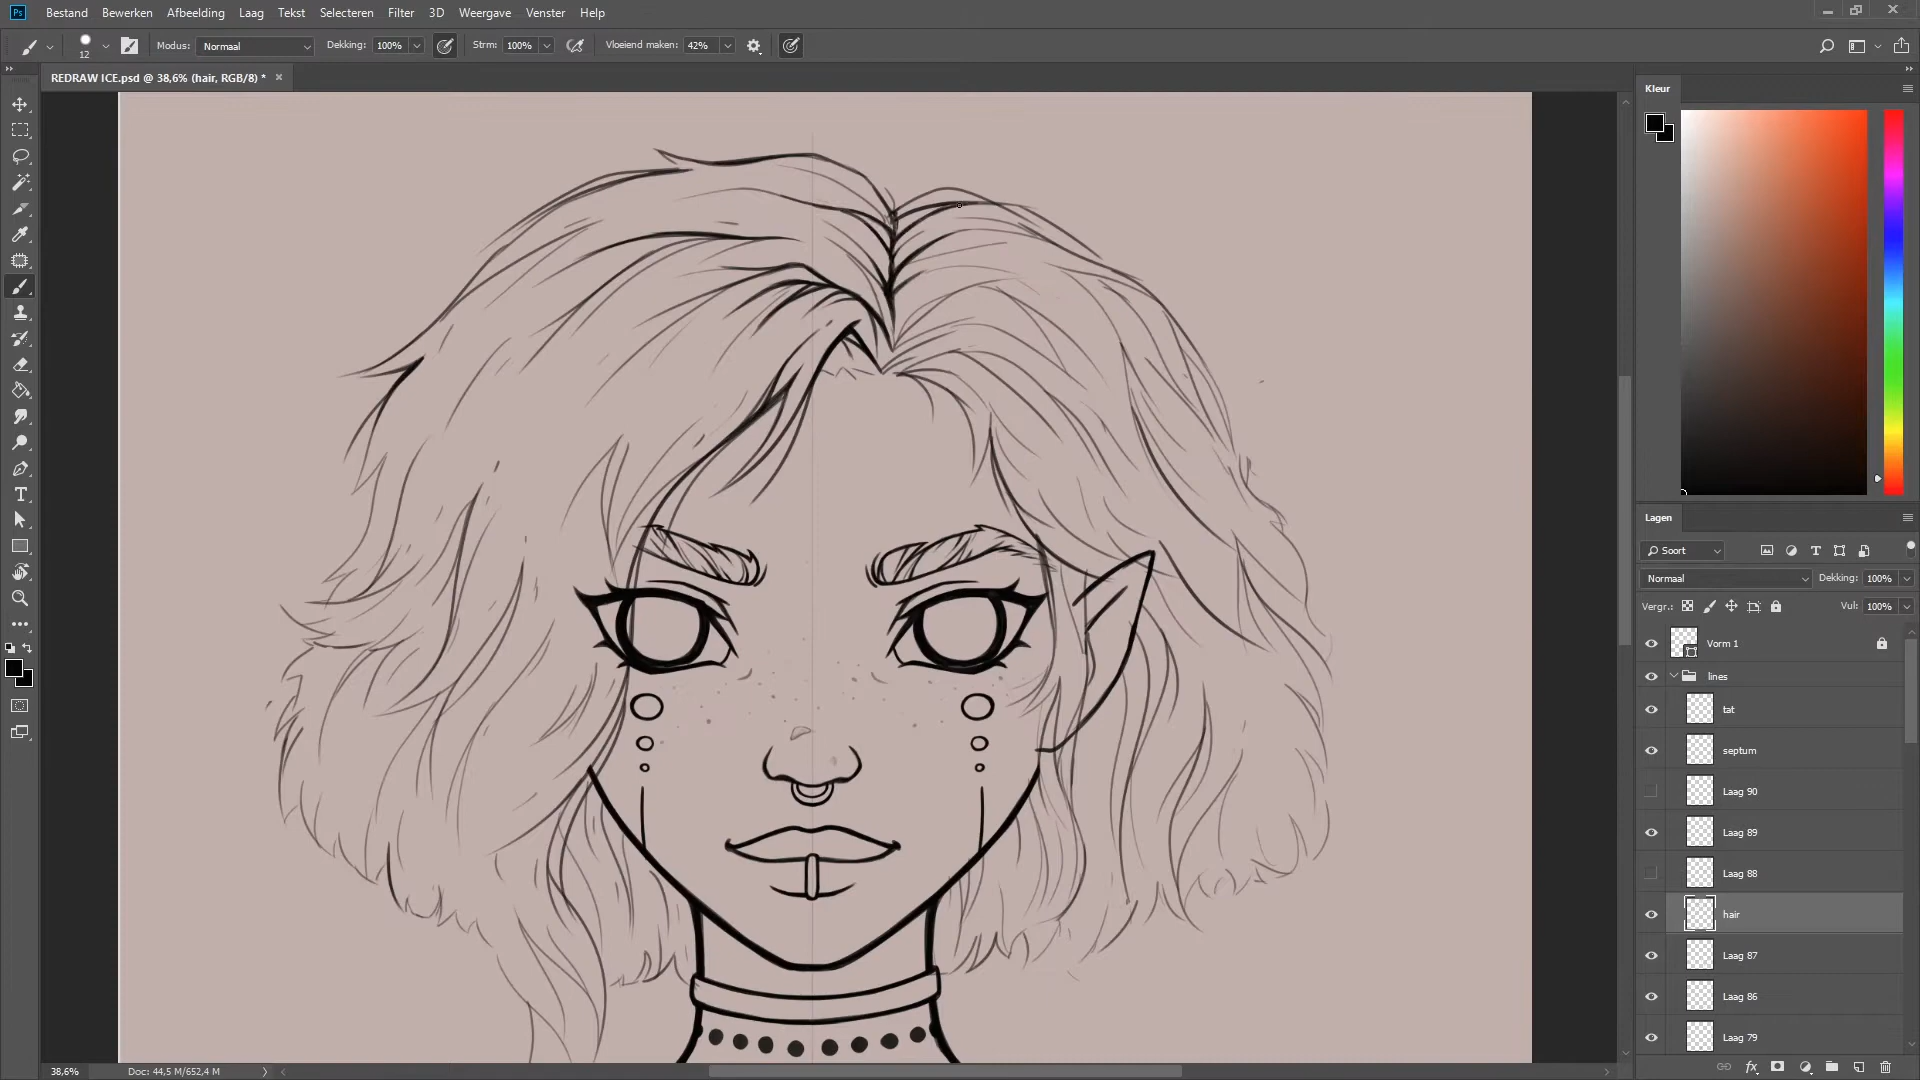 Ps Bestand Bewerken Afbeelding Laag Tekst Selecteren Filter 3D Weergave Venster Help
12 Modus: Normaal Dekking: 100% Strm: 100% Vloeiend maken: 42%
REDRAW ICE.psd @ 38,6% (hair, RGB/8) *
Kleur
Lagen
Soort
Normaal Dekking: 100%
Vergr.: Vul: 100%
Vorm 1
lines
tat
septum
Laag 90
Laag 89
Laag 88
hair
Laag 87
Laag 86
Laag 79
38,6% Doc: 44,5 M/652,4 M